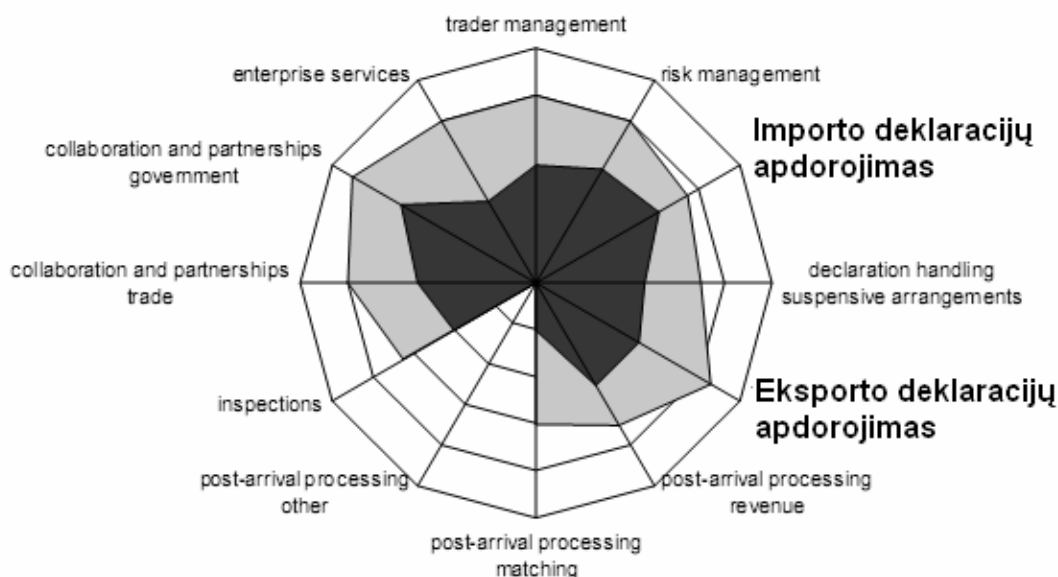 trader management
enterprise services
risk management
Importo deklaracijų
apdorojimas
collaboration and partnerships
government
collaboration and partnerships
trade
declaration handling
suspensive arrangements
inspections
Eksporto deklaracijų
apdorojimas
post-arrival processing
other
post-arrival processing
revenue
post-arrival processing
matching